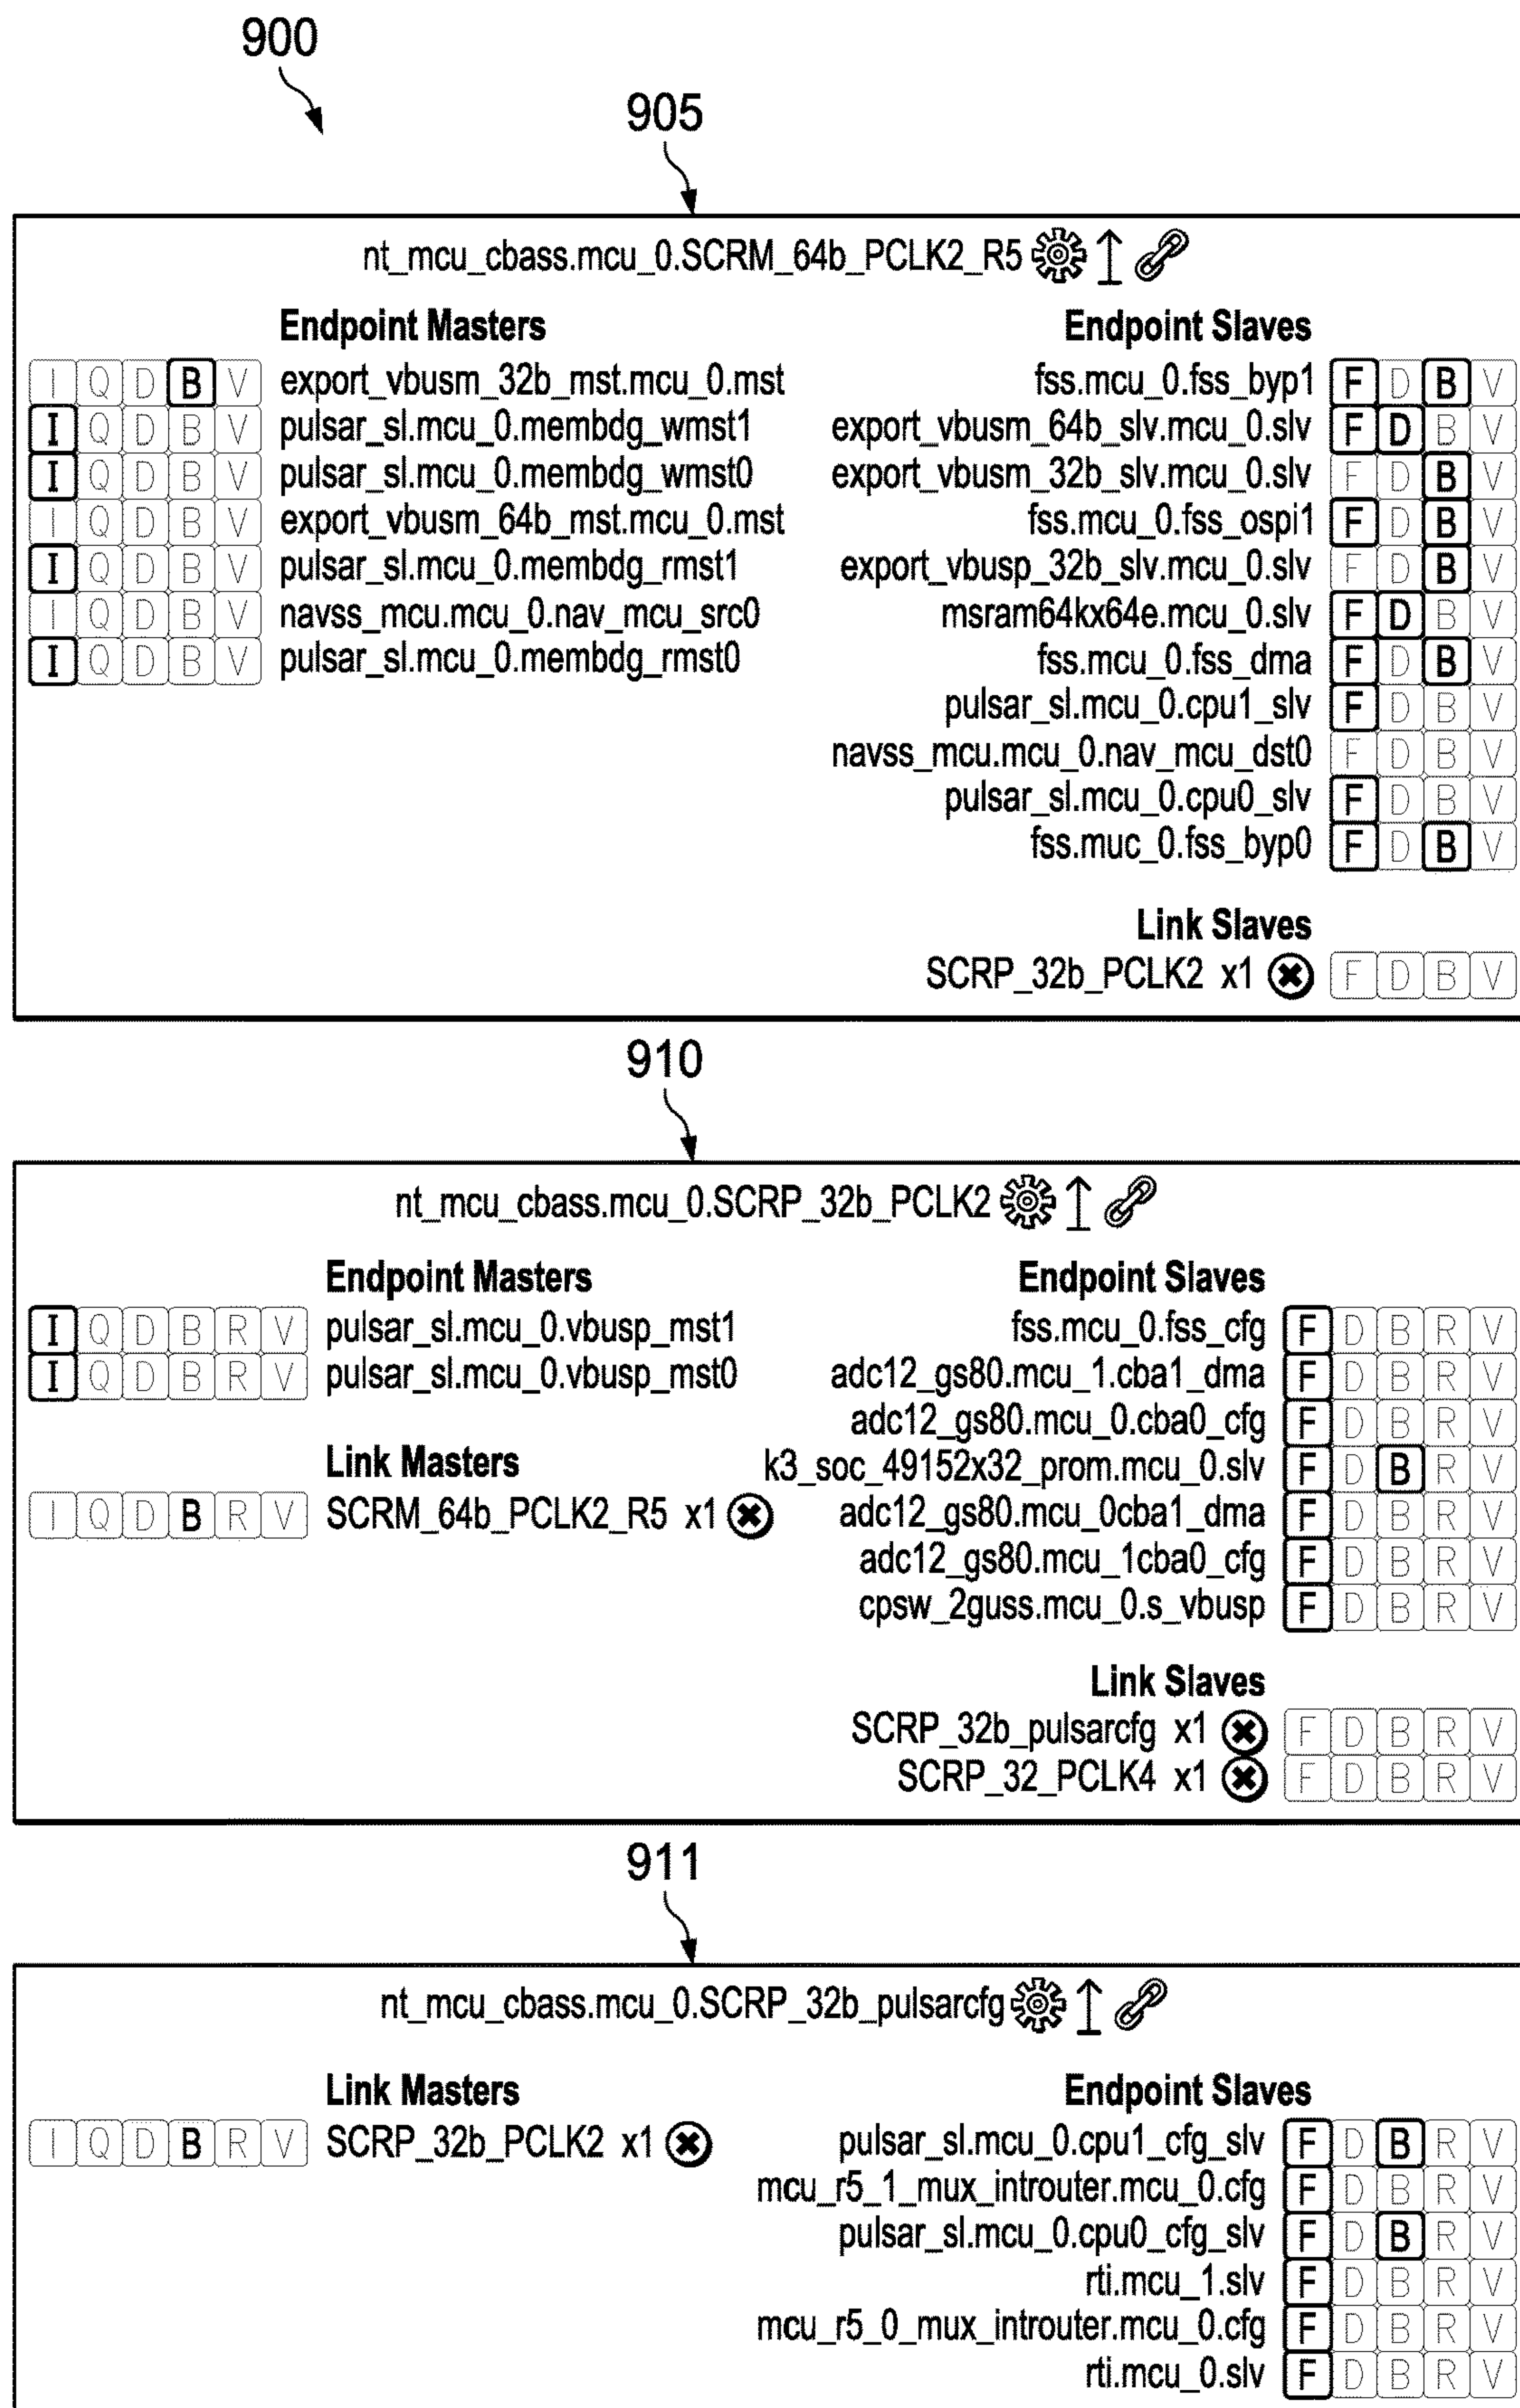 900
905
nt_mcu_cbass.mcu_0.SCRM_64b_PCLK2_R5
Endpoint Masters Endpoint Slaves
I Q D B V export_vbusm_32b_mst.mcu_0.mst fss.mcu_0.fss_byp1 F D B V
I Q D B V pulsar_sl.mcu_0.membdg_wmst1 export_vbusm_64b_slv.mcu_0.slv F D B V
I Q D B V pulsar_sl.mcu_0.membdg_wmst0 export_vbusm_32b_slv.mcu_0.slv F D B V
I Q D B V export_vbusm_64b_mst.mcu_0.mst fss.mcu_0.fss_ospi1 F D B V
I Q D B V pulsar_sl.mcu_0.membdg_rmst1 export_vbusp_32b_slv.mcu_0.slv F D B V
I Q D B V navss_mcu.mcu_0.nav_mcu_src0 msram64kx64e.mcu_0.slv F D B V
I Q D B V pulsar_sl.mcu_0.membdg_rmst0 fss.mcu_0.fss_dma F D B V
pulsar_sl.mcu_0.cpu1_slv F D B V
navss_mcu.mcu_0.nav_mcu_dst0 F D B V
pulsar_sl.mcu_0.cpu0_slv F D B V
fss.muc_0.fss_byp0 F D B V
Link Slaves
SCRP_32b_PCLK2 x1 F D B V
910
nt_mcu_cbass.mcu_0.SCRP_32b_PCLK2
Endpoint Masters Endpoint Slaves
I Q D B R V pulsar_sl.mcu_0.vbusp_mst1 fss.mcu_0.fss_cfg F D B R V
I Q D B R V pulsar_sl.mcu_0.vbusp_mst0 adc12_gs80.mcu_1.cba1_dma F D B R V
adc12_gs80.mcu_0.cba0_cfg F D B R V
Link Masters k3_soc_49152x32_prom.mcu_0.slv F D B R V
I Q D B R V SCRM_64b_PCLK2_R5 x1 adc12_gs80.mcu_0cba1_dma F D B R V
adc12_gs80.mcu_1cba0_cfg F D B R V
cpsw_2guss.mcu_0.s_vbusp F D B R V
Link Slaves
SCRP_32b_pulsarcfg x1 F D B R V
SCRP_32_PCLK4 x1 F D B R V
911
nt_mcu_cbass.mcu_0.SCRP_32b_pulsarcfg
Link Masters Endpoint Slaves
I Q D B R V SCRP_32b_PCLK2 x1 pulsar_sl.mcu_0.cpu1_cfg_slv F D B R V
mcu_r5_1_mux_introuter.mcu_0.cfg F D B R V
pulsar_sl.mcu_0.cpu0_cfg_slv F D B R V
rti.mcu_1.slv F D B R V
mcu_r5_0_mux_introuter.mcu_0.cfg F D B R V
rti.mcu_0.slv F D B R V